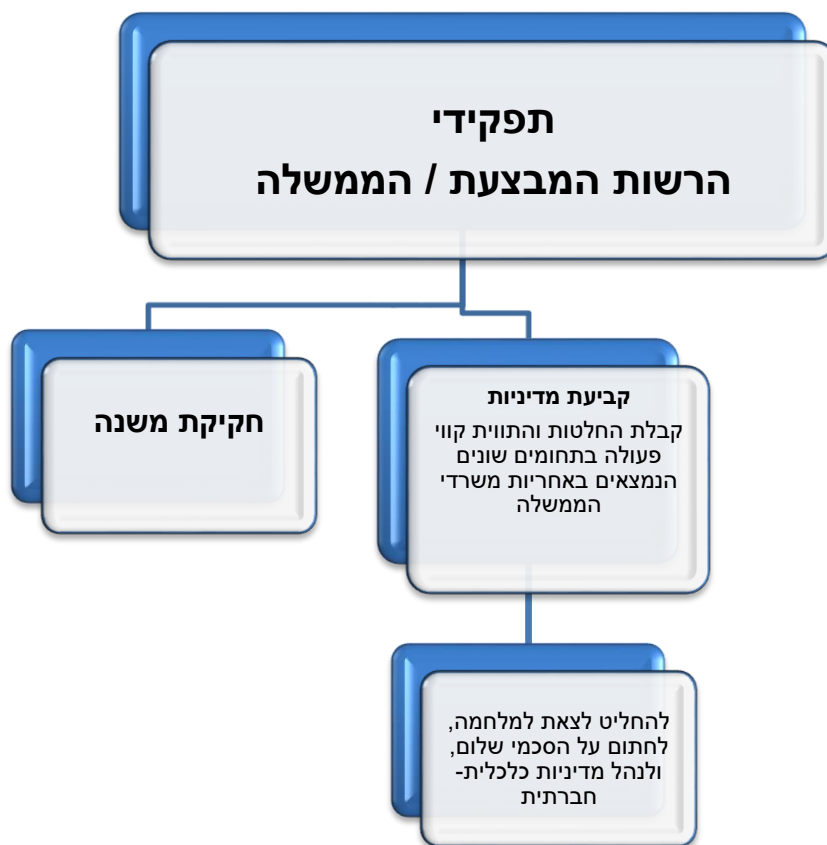 תפקידי
הרשות המבצעת / הממשלה
קביעת מדיניות
קבלת החלטות והתווית קווי
פעולה בתחומים שונים
הנמצאים באחריות משרדי
הממשלה
חקיקת משנה
להחליט לצאת למלחמה,
לחתום על הסכמי שלום,
ולנהל מדיניות כלכלית-
חברתית